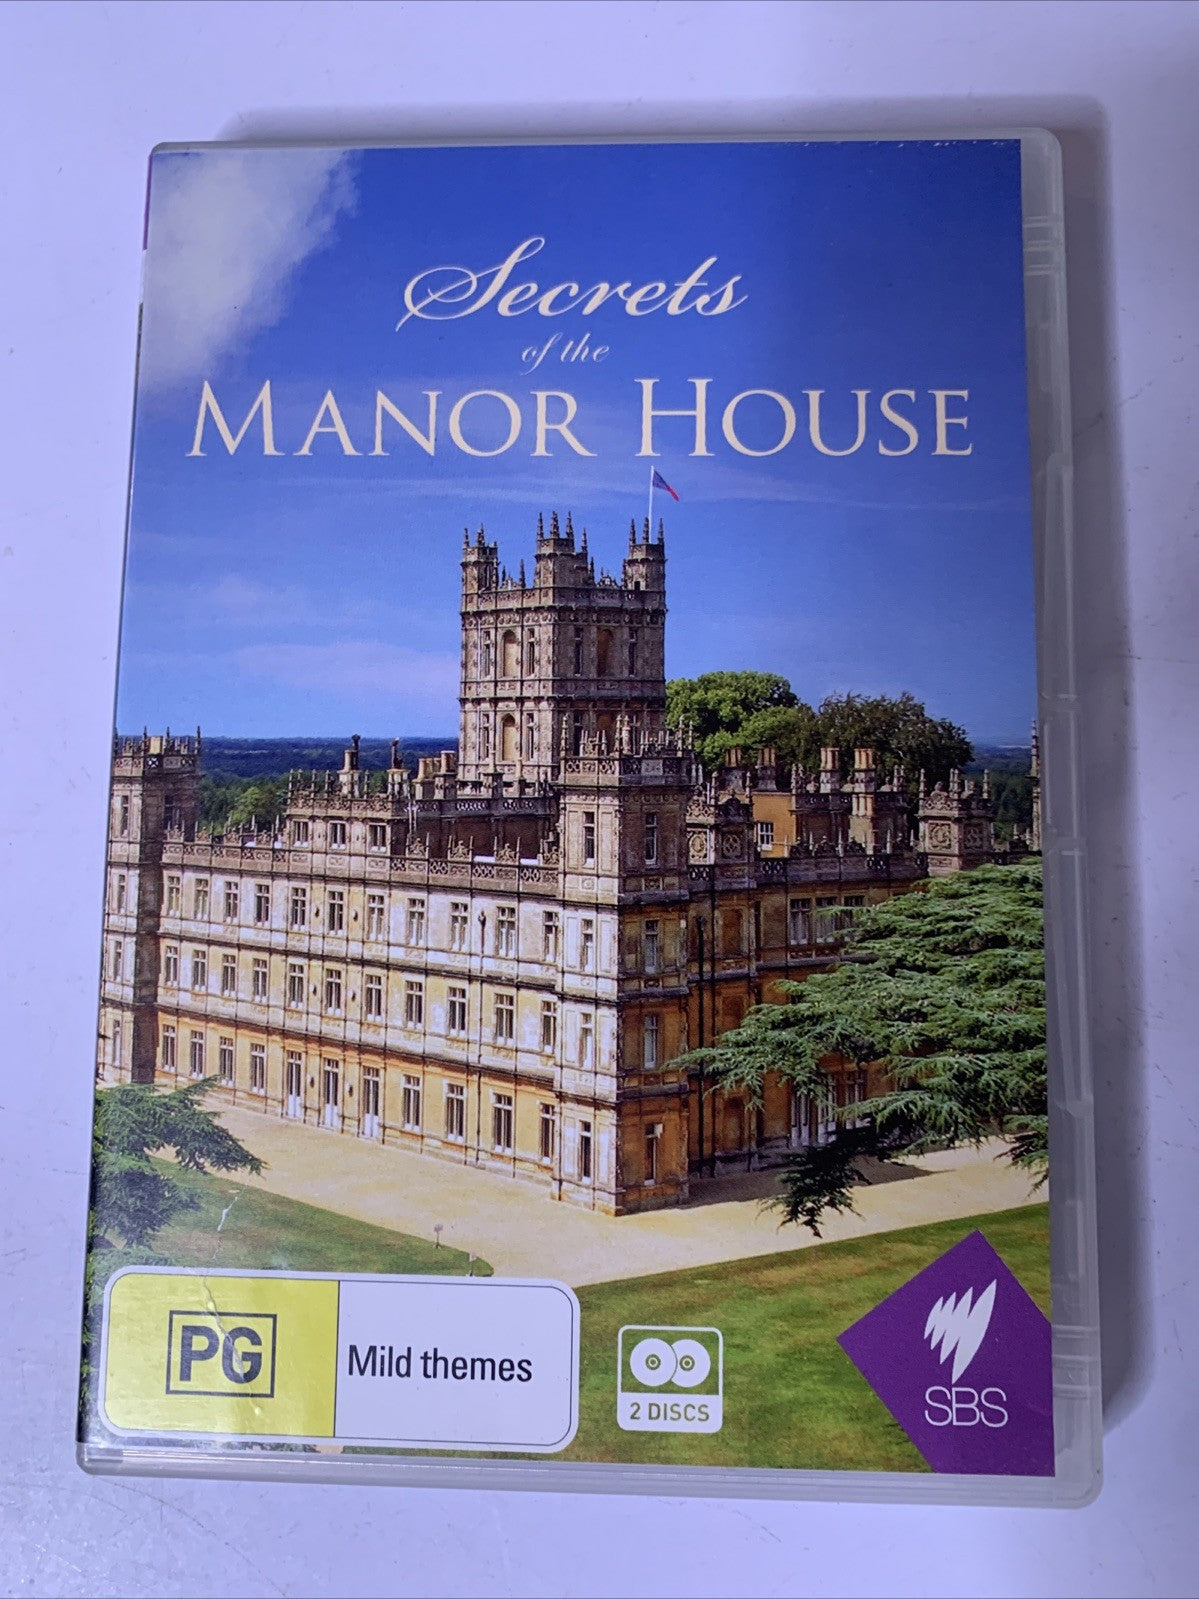 Secrets
of the
MANOR HOUSE
PG Mild themes
2 DISCS
SBS